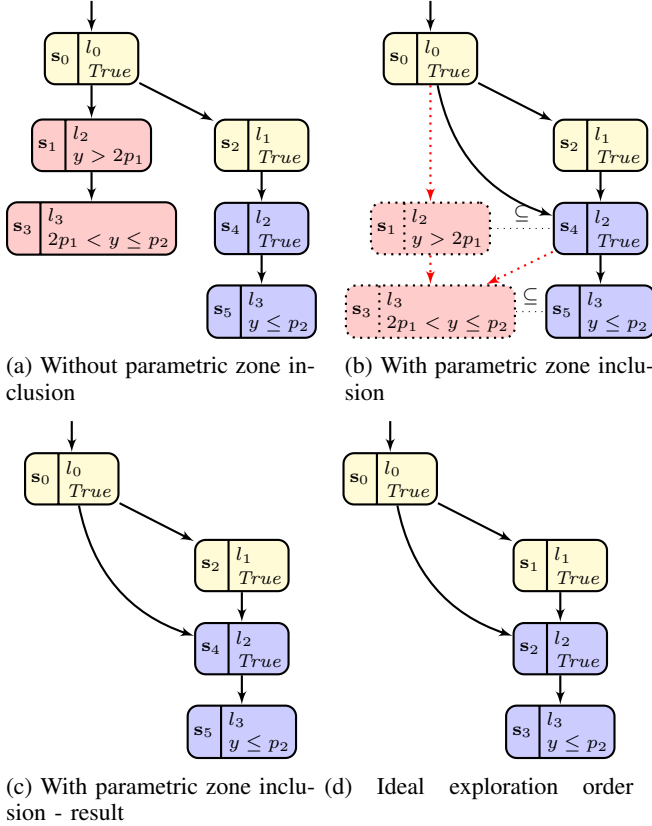 s₀ l₀
True
s₁ l₂
y > 2p₁
s₂ l₁
True
s₃ l₃
2p₁ < y ≤ p₂
s₄ l₂
True
s₅ l₃
y ≤ p₂
(a) Without parametric zone in-
clusion
s₀ l₀
True
s₂ l₁
True
s₁ l₂
y > 2p₁
⊆
s₄ l₂
True
s₃ l₃
2p₁ < y ≤ p₂
⊆
s₅ l₃
y ≤ p₂
(b) With parametric zone inclu-
sion
s₀ l₀
True
s₂ l₁
True
s₄ l₂
True
s₅ l₃
y ≤ p₂
(c) With parametric zone inclu-
sion - result
s₀ l₀
True
s₁ l₁
True
s₂ l₂
True
s₃ l₃
y ≤ p₂
(d) Ideal exploration order